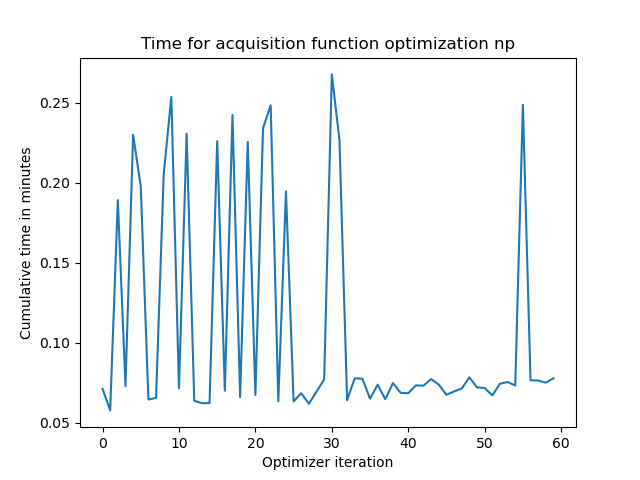 Time for acquisition function optimization np
Cumulative time in minutes
0.25
0.20
0.15
0.10
0.05
0 10 20 30 40 50 60
Optimizer iteration